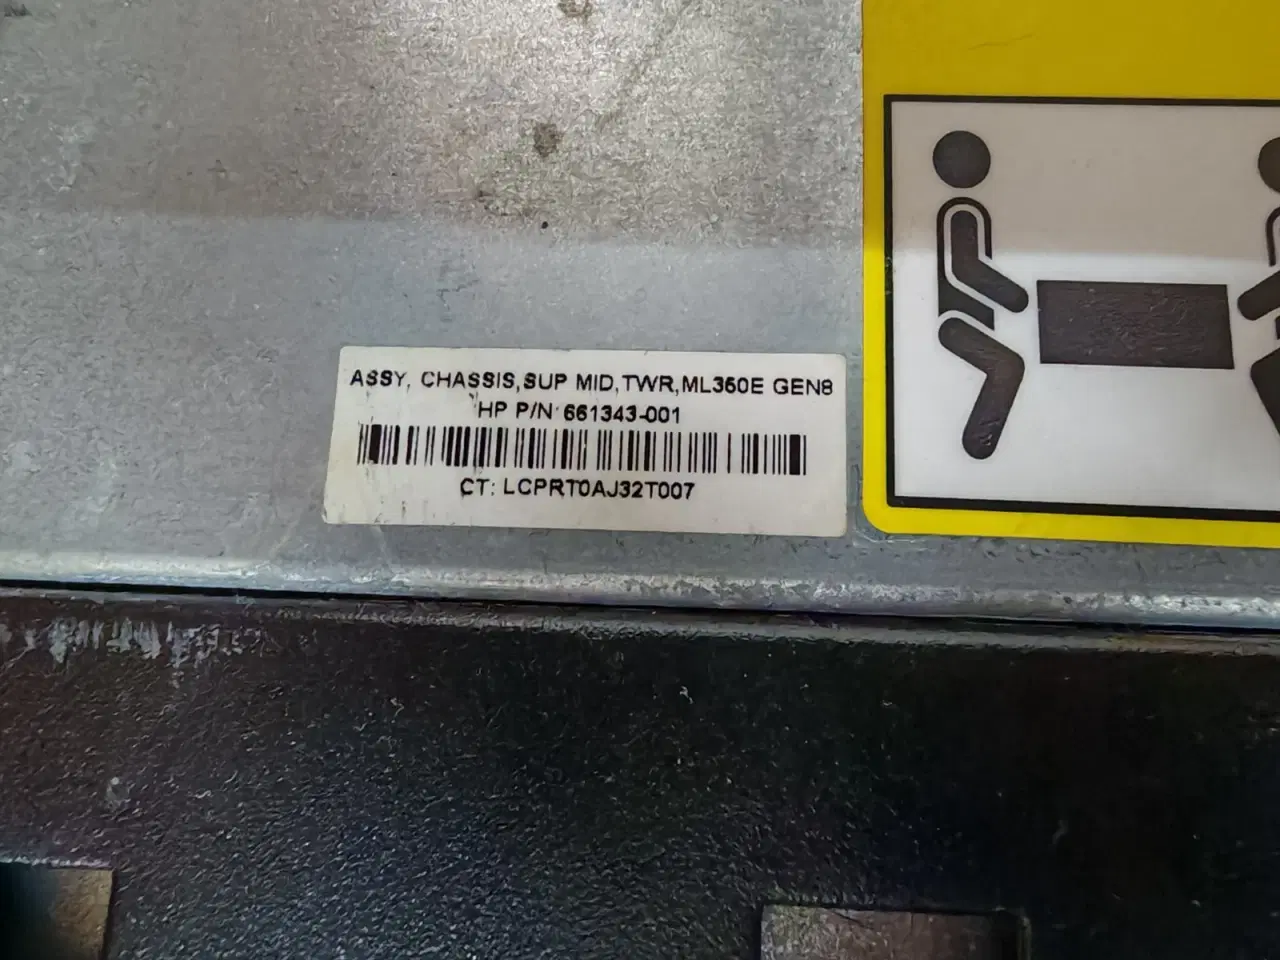 ASSY, CHASSIS,SUP MID,TWR,ML350E GEN8
HP P/N: 661343-001
CT: LCPRT0AJ32T007